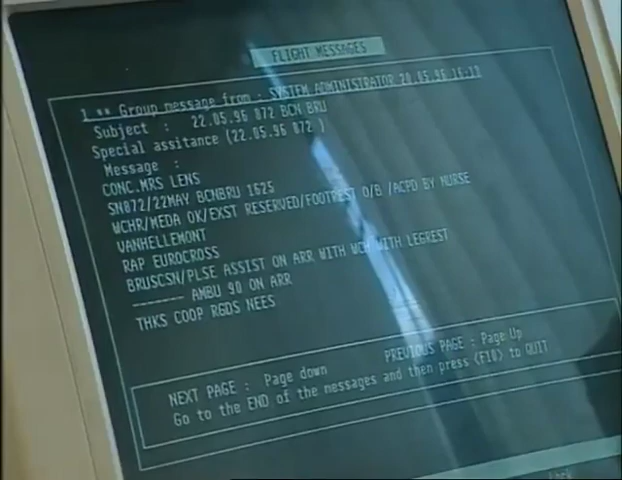 FLIGHT MESSAGES
1 ** Group message from : SYSTEM ADMINISTRATOR 20.05.96
Subject : 22.05.96 872 BCN BRU
Special assitance (22.05.96 872 )
Message :
CONC.MRS LENS
SN872/22MAY BCNBRU 1525
WCHR/MEDA OK/EXST RESERVED/FOOTREST O/B /ACPD BY NURSE
VANHELLEMONT
RAP EUROCROSS
BRUSCSN/PLSE ASSIST ON ARR WITH WCH WITH LEGREST
------- AMBU 90 ON ARR
THKS COOP RGDS NEES
NEXT PAGE : Page down PREVIOUS PAGE : Page Up
Go to the END of the messages and then press <F10> to QUIT